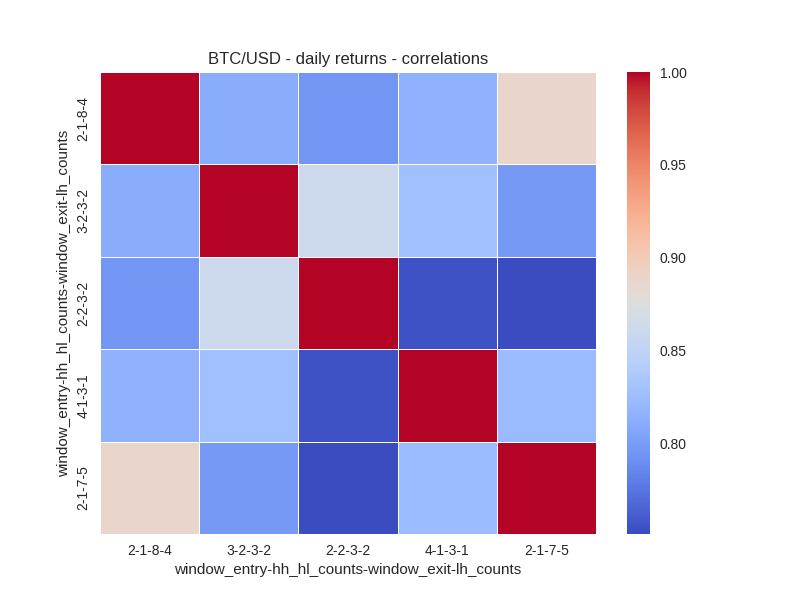 BTC/USD - daily returns - correlations
window_entry-hh_hl_counts-window_exit-lh_counts
2-1-8-4
3-2-3-2
2-2-3-2
4-1-3-1
2-1-7-5
2-1-8-4 3-2-3-2 2-2-3-2 4-1-3-1 2-1-7-5
window_entry-hh_hl_counts-window_exit-lh_counts
1.00
0.95
0.90
0.85
0.80